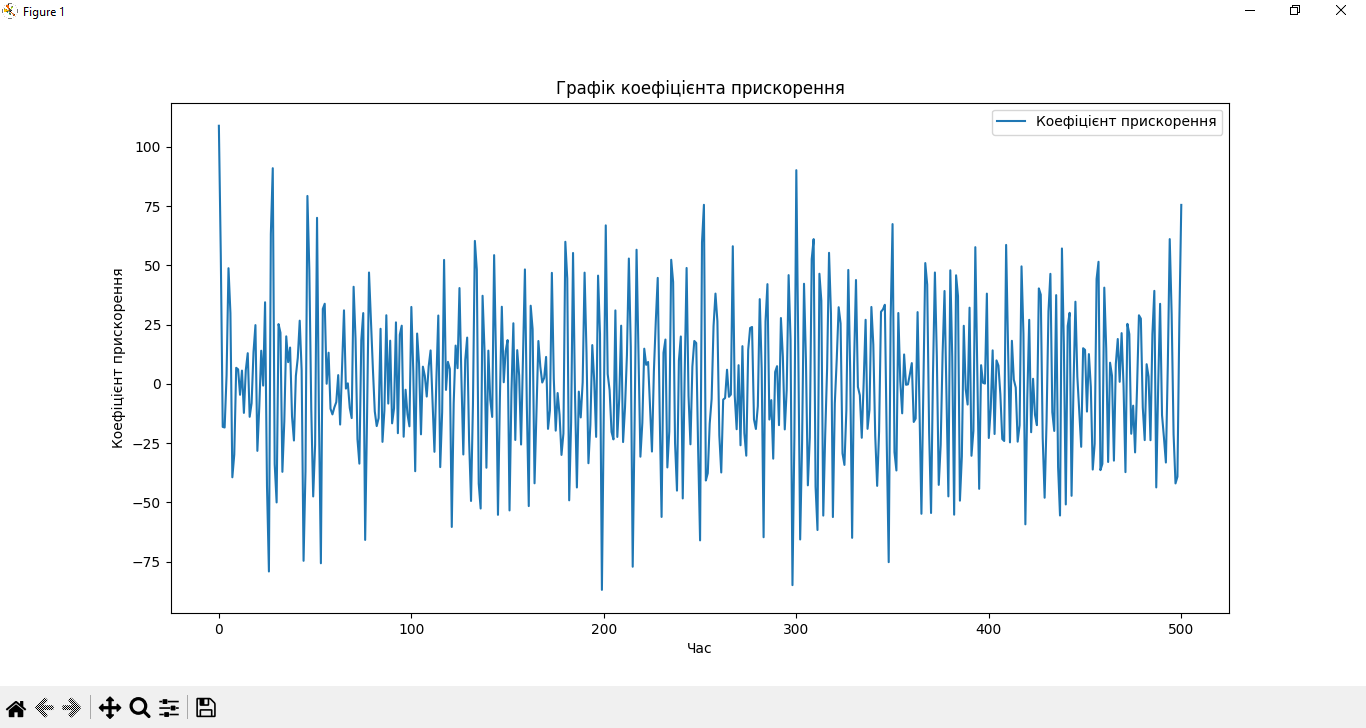 Figure 1
Графік коефіцієнта прискорення
Коефіцієнт прискорення
Коефіцієнт прискорення
100
75
50
25
0
−25
−50
−75
0
100
200
300
400
500
Час